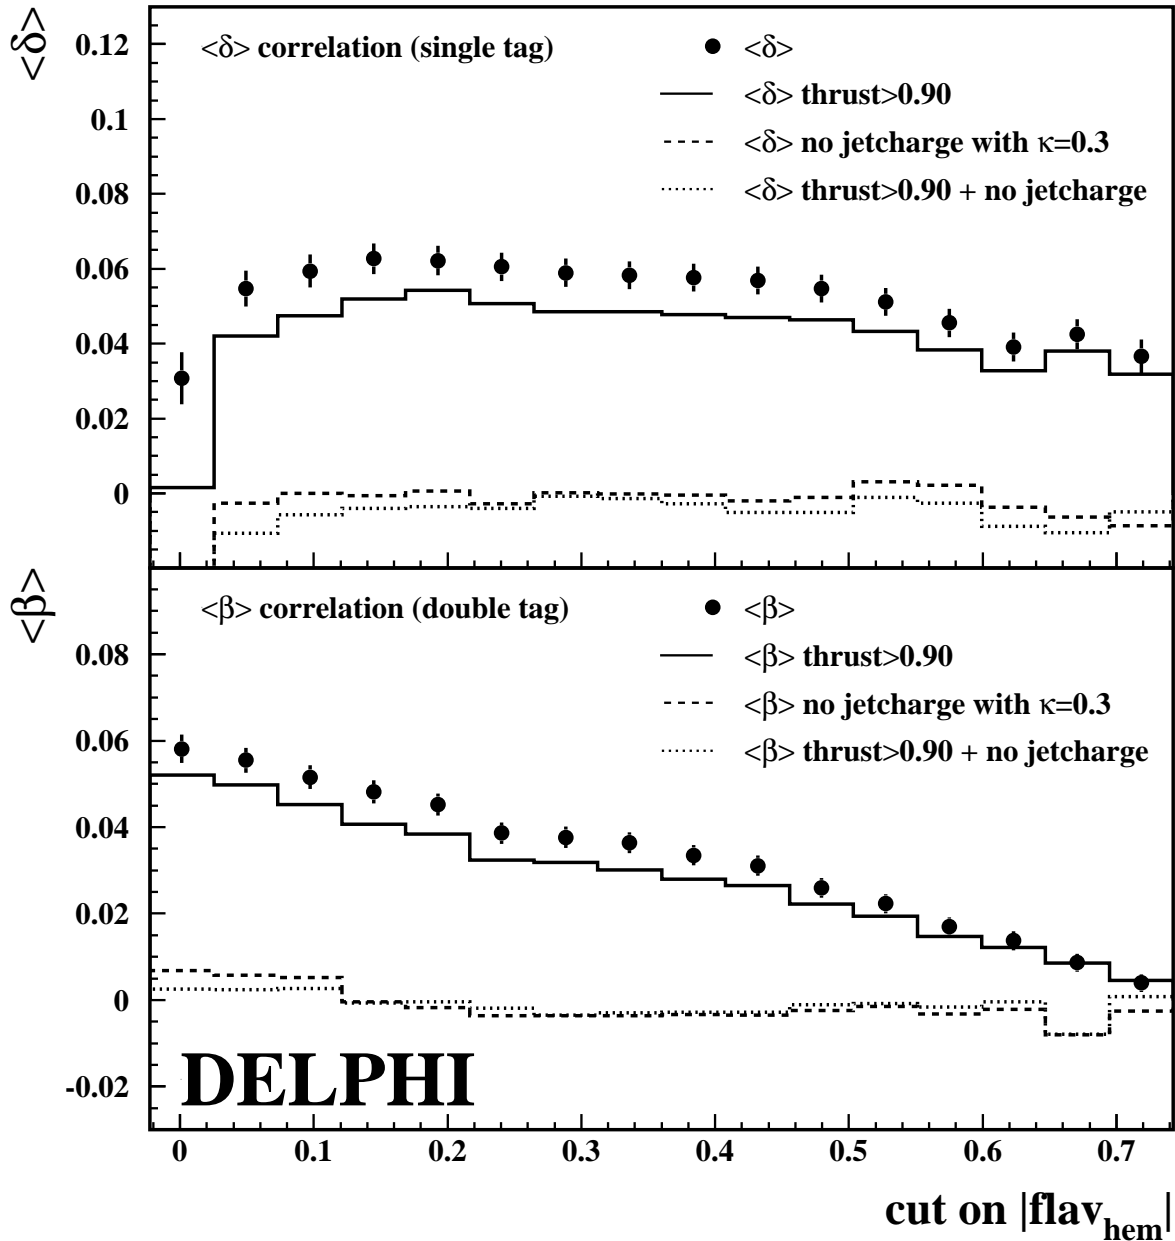 <δ>
0.12
<δ> correlation (single tag)
<δ>
<δ> thrust>0.90
0.1
<δ> no jetcharge with κ=0.3
0.08
<δ> thrust>0.90 + no jetcharge
0.06
0.04
0.02
0
<β>
<β> correlation (double tag)
<β>
0.08
<β> thrust>0.90
<β> no jetcharge with κ=0.3
0.06
<β> thrust>0.90 + no jetcharge
0.04
0.02
0
-0.02
DELPHI
0 0.1 0.2 0.3 0.4 0.5 0.6 0.7
cut on |flav_hem|